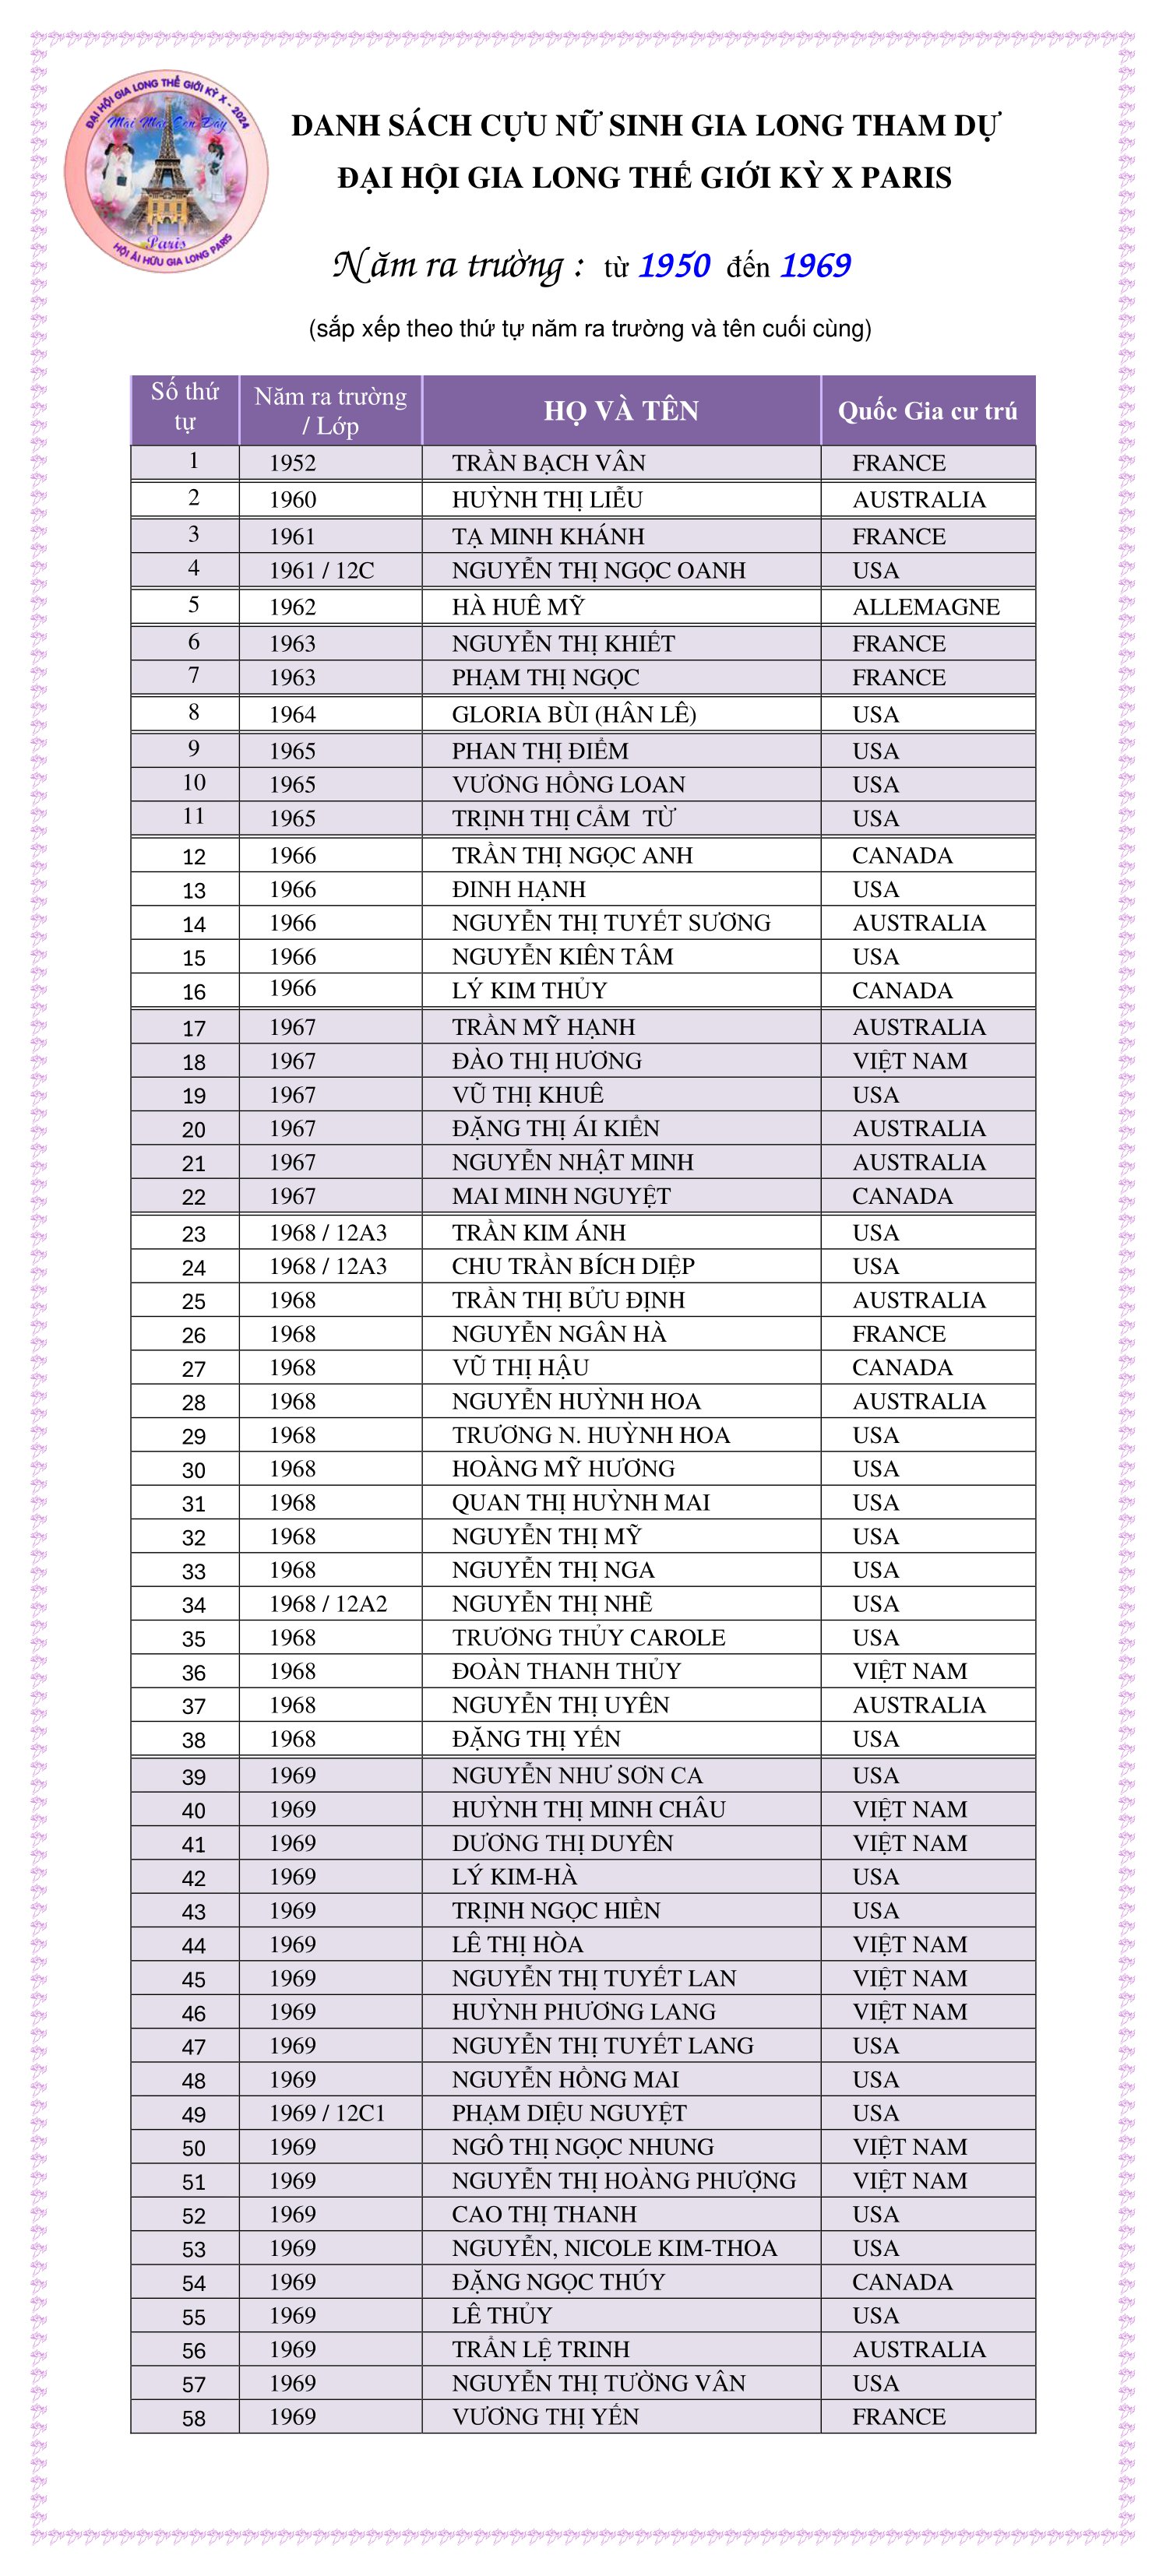 ĐẠI HỘI GIA LONG THẾ GIỚI KỲ X - 2024
Mai Mai Con Đây
Paris
HỘI ÁI HỮU GIA LONG PARIS
DANH SÁCH CỰU NỮ SINH GIA LONG THAM DỰ
ĐẠI HỘI GIA LONG THẾ GIỚI KỲ X PARIS
Năm ra trường : từ 1950 đến 1969
(sắp xếp theo thứ tự năm ra trường và tên cuối cùng)
Số thứ tự Năm ra trường / Lớp HỌ VÀ TÊN Quốc Gia cư trú
1 1952 TRẦN BẠCH VÂN FRANCE
2 1960 HUỲNH THỊ LIỄU AUSTRALIA
3 1961 TẠ MINH KHÁNH FRANCE
4 1961 / 12C NGUYỄN THỊ NGỌC OANH USA
5 1962 HÀ HUÊ MỸ ALLEMAGNE
6 1963 NGUYỄN THỊ KHIẾT FRANCE
7 1963 PHẠM THỊ NGỌC FRANCE
8 1964 GLORIA BÙI (HÂN LÊ) USA
9 1965 PHAN THỊ ĐIỂM USA
10 1965 VƯƠNG HỒNG LOAN USA
11 1965 TRỊNH THỊ CẨM TỪ USA
12 1966 TRẦN THỊ NGỌC ANH CANADA
13 1966 ĐINH HẠNH USA
14 1966 NGUYỄN THỊ TUYẾT SƯƠNG AUSTRALIA
15 1966 NGUYỄN KIÊN TÂM USA
16 1966 LÝ KIM THỦY CANADA
17 1967 TRẦN MỸ HẠNH AUSTRALIA
18 1967 ĐÀO THỊ HƯƠNG VIỆT NAM
19 1967 VŨ THỊ KHUÊ USA
20 1967 ĐẶNG THỊ ÁI KIỂN AUSTRALIA
21 1967 NGUYỄN NHẬT MINH AUSTRALIA
22 1967 MAI MINH NGUYỆT CANADA
23 1968 / 12A3 TRẦN KIM ÁNH USA
24 1968 / 12A3 CHU TRẦN BÍCH DIỆP USA
25 1968 TRẦN THỊ BỬU ĐỊNH AUSTRALIA
26 1968 NGUYỄN NGÂN HÀ FRANCE
27 1968 VŨ THỊ HẬU CANADA
28 1968 NGUYỄN HUỲNH HOA AUSTRALIA
29 1968 TRƯƠNG N. HUỲNH HOA USA
30 1968 HOÀNG MỸ HƯƠNG USA
31 1968 QUAN THỊ HUỲNH MAI USA
32 1968 NGUYỄN THỊ MỸ USA
33 1968 NGUYỄN THỊ NGA USA
34 1968 / 12A2 NGUYỄN THỊ NHẼ USA
35 1968 TRƯƠNG THỦY CAROLE USA
36 1968 ĐOÀN THANH THỦY VIỆT NAM
37 1968 NGUYỄN THỊ UYÊN AUSTRALIA
38 1968 ĐẶNG THỊ YẾN USA
39 1969 NGUYỄN NHƯ SƠN CA USA
40 1969 HUỲNH THỊ MINH CHÂU VIỆT NAM
41 1969 DƯƠNG THỊ DUYÊN VIỆT NAM
42 1969 LÝ KIM-HÀ USA
43 1969 TRỊNH NGỌC HIỀN USA
44 1969 LÊ THỊ HÒA VIỆT NAM
45 1969 NGUYỄN THỊ TUYẾT LAN VIỆT NAM
46 1969 HUỲNH PHƯƠNG LANG VIỆT NAM
47 1969 NGUYỄN THỊ TUYẾT LANG USA
48 1969 NGUYỄN HỒNG MAI USA
49 1969 / 12C1 PHẠM DIỆU NGUYỆT USA
50 1969 NGÔ THỊ NGỌC NHUNG VIỆT NAM
51 1969 NGUYỄN THỊ HOÀNG PHƯỢNG VIỆT NAM
52 1969 CAO THỊ THANH USA
53 1969 NGUYỄN, NICOLE KIM-THOA USA
54 1969 ĐẶNG NGỌC THÚY CANADA
55 1969 LÊ THỦY USA
56 1969 TRẦN LỆ TRINH AUSTRALIA
57 1969 NGUYỄN THỊ TƯỜNG VÂN USA
58 1969 VƯƠNG THỊ YẾN FRANCE